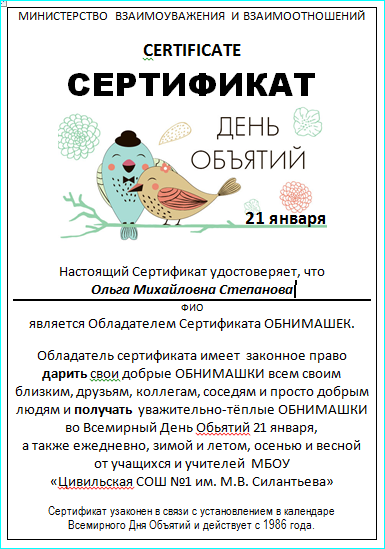 МИНИСТЕРСТВО ВЗАИМОУВАЖЕНИЯ И ВЗАИМООТНОШЕНИЙ
CERTIFICATE
СЕРТИФИКАТ
ДЕНЬ
ОБЪЯТИЙ
21 января
Настоящий Сертификат удостоверяет, что
Ольга Михайловна Степанова
ФИО
является Обладателем Сертификата ОБНИМАШЕК.
Обладатель сертификата имеет законное право
дарить свои добрые ОБНИМАШКИ всем своим
близким, друзьям, коллегам, соседям и просто добрым
людям и получать уважительно-тёплые ОБНИМАШКИ
во Всемирный День Обьятий 21 января,
а также ежедневно, зимой и летом, осенью и весной
от учащихся и учителей МБОУ
«Цивильская СОШ №1 им. М.В. Силантьева»
Сертификат узаконен в связи с установлением в календаре
Всемирного Дня Объятий и действует с 1986 года.